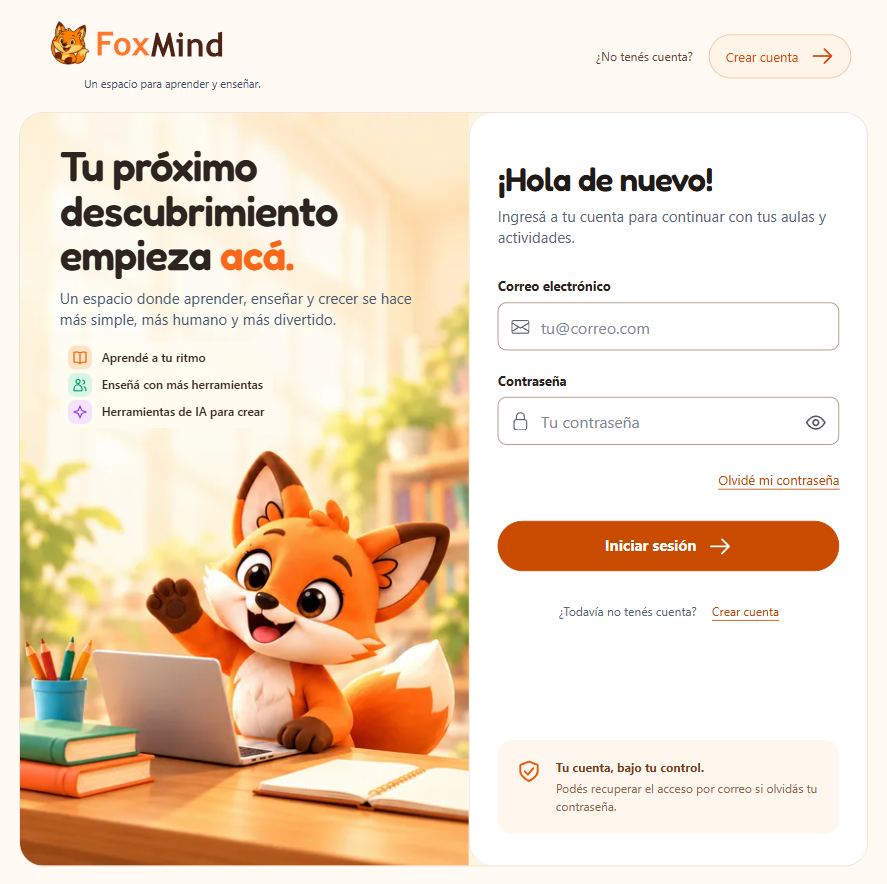 FoxMind
Un espacio para aprender y enseñar.
¿No tenés cuenta?
Crear cuenta
Tu próximo
descubrimiento
empieza acá.
Un espacio donde aprender, enseñar y crecer se hace
más simple, más humano y más divertido.
Aprendé a tu ritmo
Enseñá con más herramientas
Herramientas de IA para crear
¡Hola de nuevo!
Ingresá a tu cuenta para continuar con tus aulas y
actividades.
Correo electrónico
tu@correo.com
Contraseña
Tu contraseña
Olvidé mi contraseña
Iniciar sesión
¿Todavía no tenés cuenta? Crear cuenta
Tu cuenta, bajo tu control.
Podés recuperar el acceso por correo si olvidás tu
contraseña.